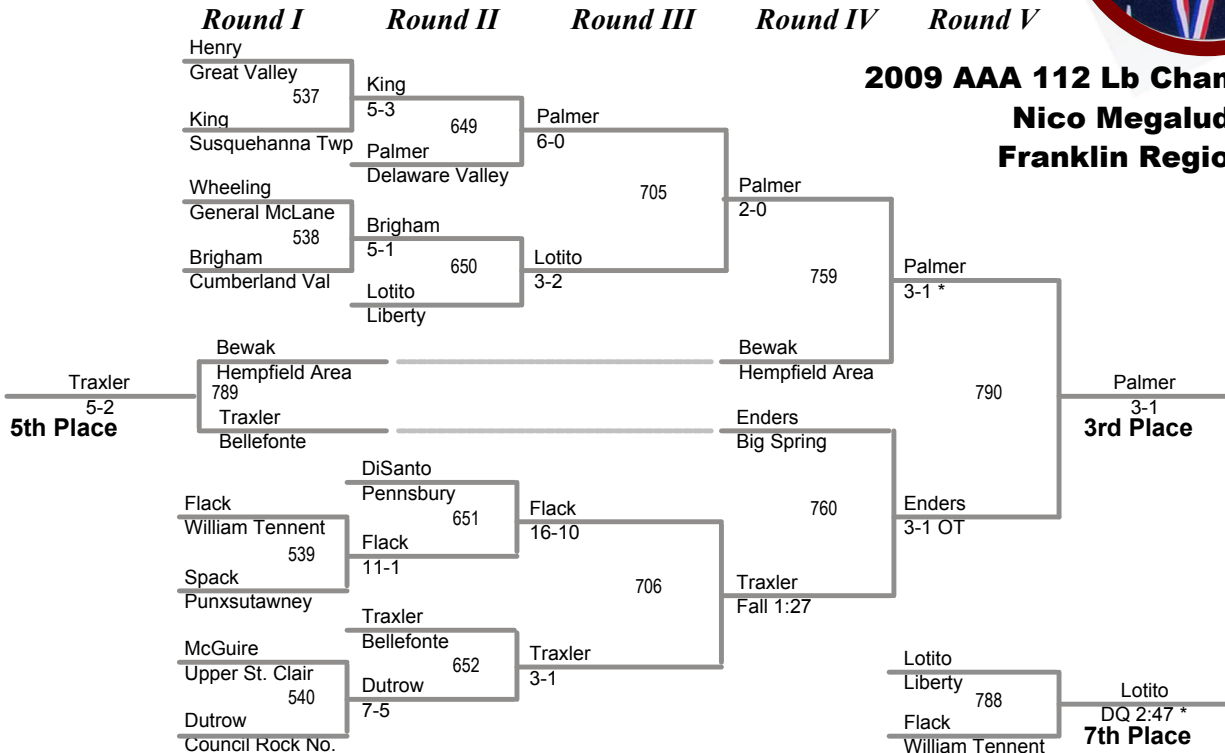 Round I Round II Round III Round IV Round V
2009 AAA 112 Lb Cham
Nico Megalud
Franklin Regio
Henry
Great Valley
537
King
Susquehanna Twp
King
5-3
649
Palmer
Delaware Valley
Palmer
6-0
Wheeling
General McLane
538
Brigham
Cumberland Val
Brigham
5-1
650
Lotito
Liberty
Lotito
3-2
705
Palmer
2-0
759
Palmer
3-1 *
Bewak
Hempfield Area
Bewak
Hempfield Area
Traxler
5-2
5th Place
789
Traxler
Bellefonte
Enders
Big Spring
790
Palmer
3-1
3rd Place
DiSanto
Pennsbury
651
Flack
16-10
Flack
William Tennent
539
Spack
Punxsutawney
Flack
11-1
760
Enders
3-1 OT
706
Traxler
Fall 1:27
Traxler
Bellefonte
652
Traxler
3-1
McGuire
Upper St. Clair
540
Dutrow
Council Rock No.
Dutrow
7-5
Lotito
Liberty
788
Flack
William Tennent
Lotito
DQ 2:47 *
7th Place